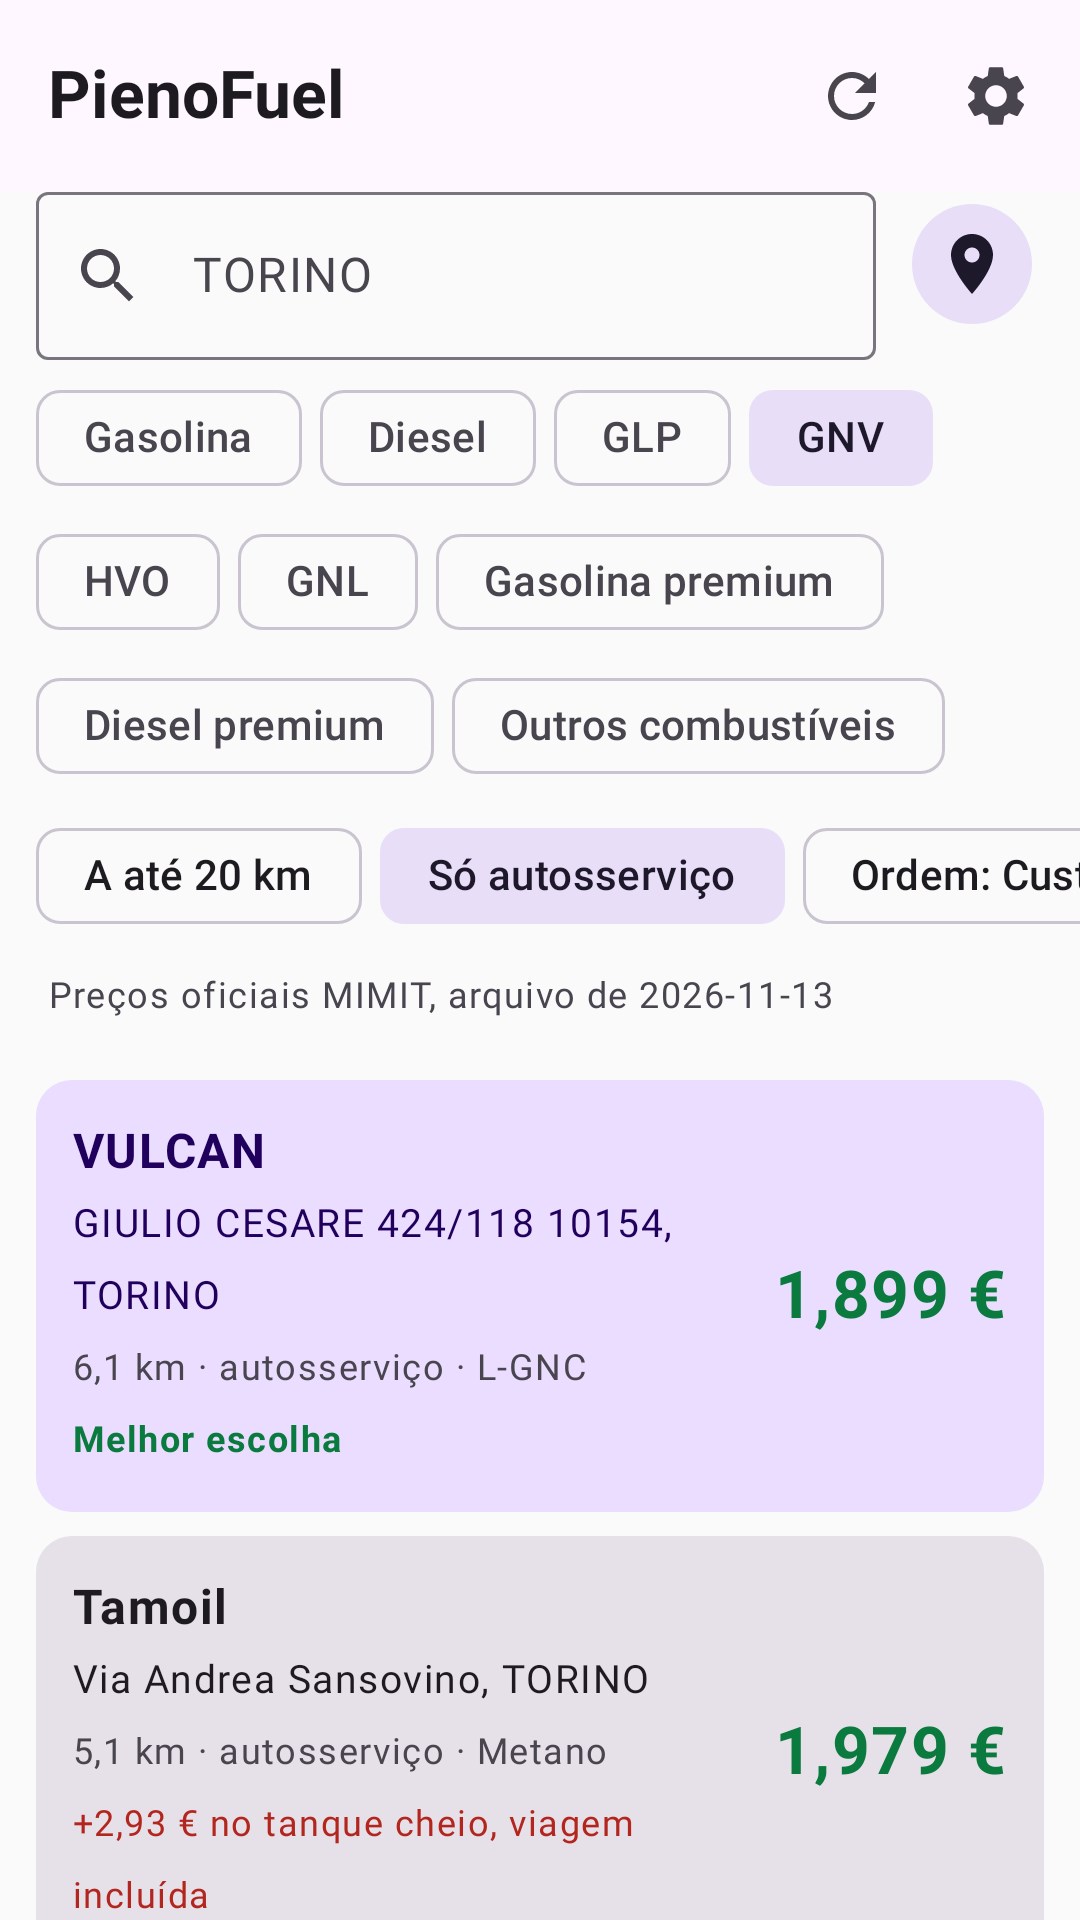 PienoFuel
TORINO
Gasolina
Diesel
GLP
GNV
HVO
GNL
Gasolina premium
Diesel premium
Outros combustíveis
A até 20 km
Só autosserviço
Ordem: Cust
Preços oficiais MIMIT, arquivo de 2026-11-13
VULCAN
GIULIO CESARE 424/118 10154,
TORINO
1,899 €
6,1 km · autosserviço · L-GNC
Melhor escolha
Tamoil
Via Andrea Sansovino, TORINO
5,1 km · autosserviço · Metano
1,979 €
+2,93 € no tanque cheio, viagem
incluída